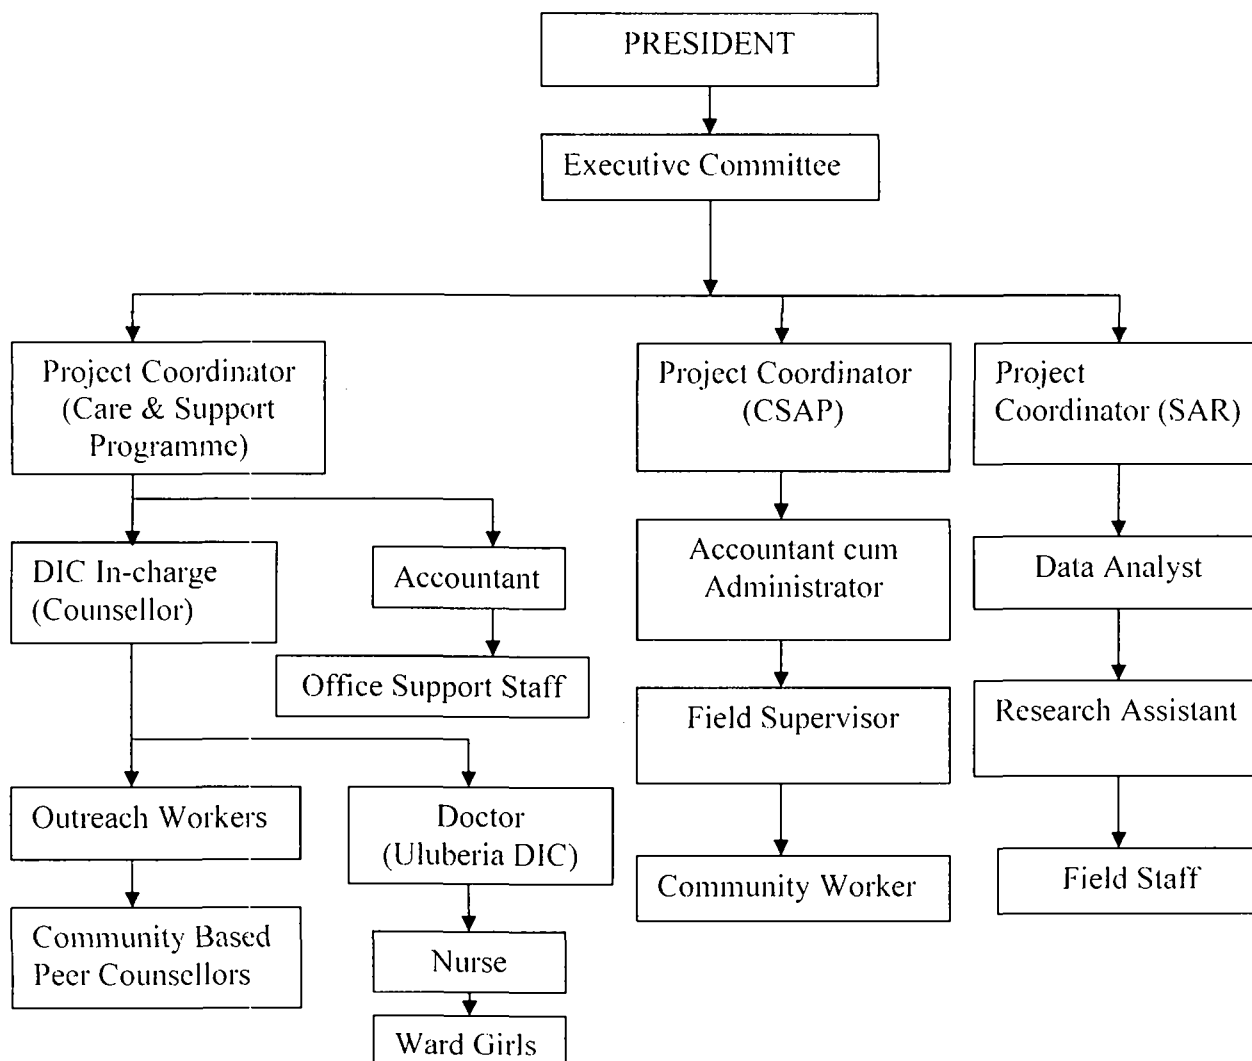 PRESIDENT
Executive Committee
Project Coordinator
(Care & Support
Programme)
Project Coordinator
(CSAP)
Project
Coordinator (SAR)
DIC In-charge
(Counsellor)
Accountant
Accountant cum
Administrator
Data Analyst
Office Support Staff
Field Supervisor
Research Assistant
Outreach Workers
Doctor
(Uluberia DIC)
Community Worker
Field Staff
Community Based
Peer Counsellors
Nurse
Ward Girls